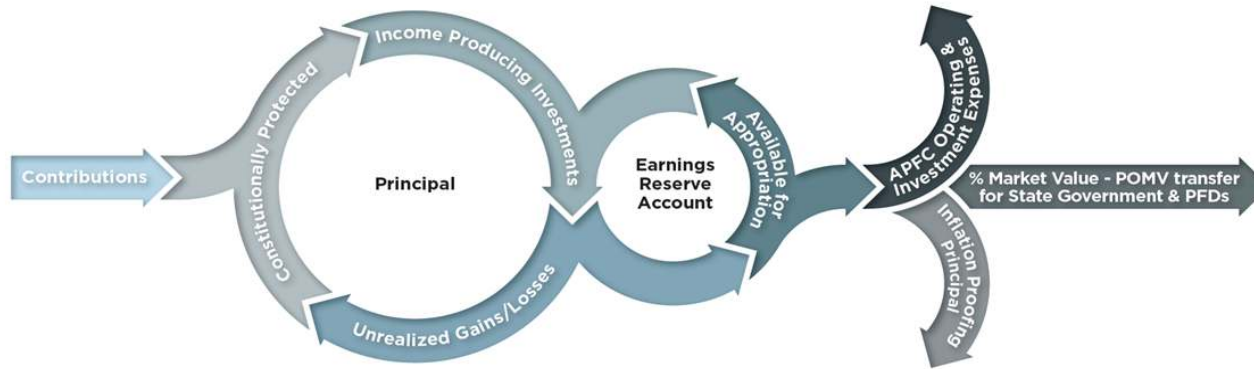 Contributions
Constitutionally Protected
Income Producing Investments
Principal
Unrealized Gains/Losses
Earnings
Reserve
Account
Available for
Appropriation
APFC Operating &
Investment Expenses
% Market Value - POMV transfer
for State Government & PFDs
Inflation Proofing
Principal